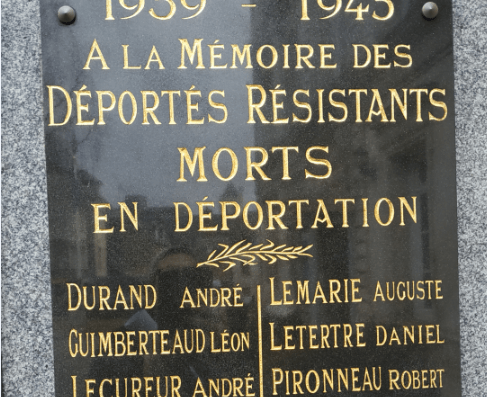 1939 - 1945
A LA MÉMOIRE DES
DÉPORTÉS RÉSISTANTS
MORTS
EN DÉPORTATION
DURAND ANDRÉ
GUIMBERTEAUD LÉON
LECUREUR ANDRÉ
LEMARIE AUGUSTE
LETERTRE DANIEL
PIRONNEAU ROBERT